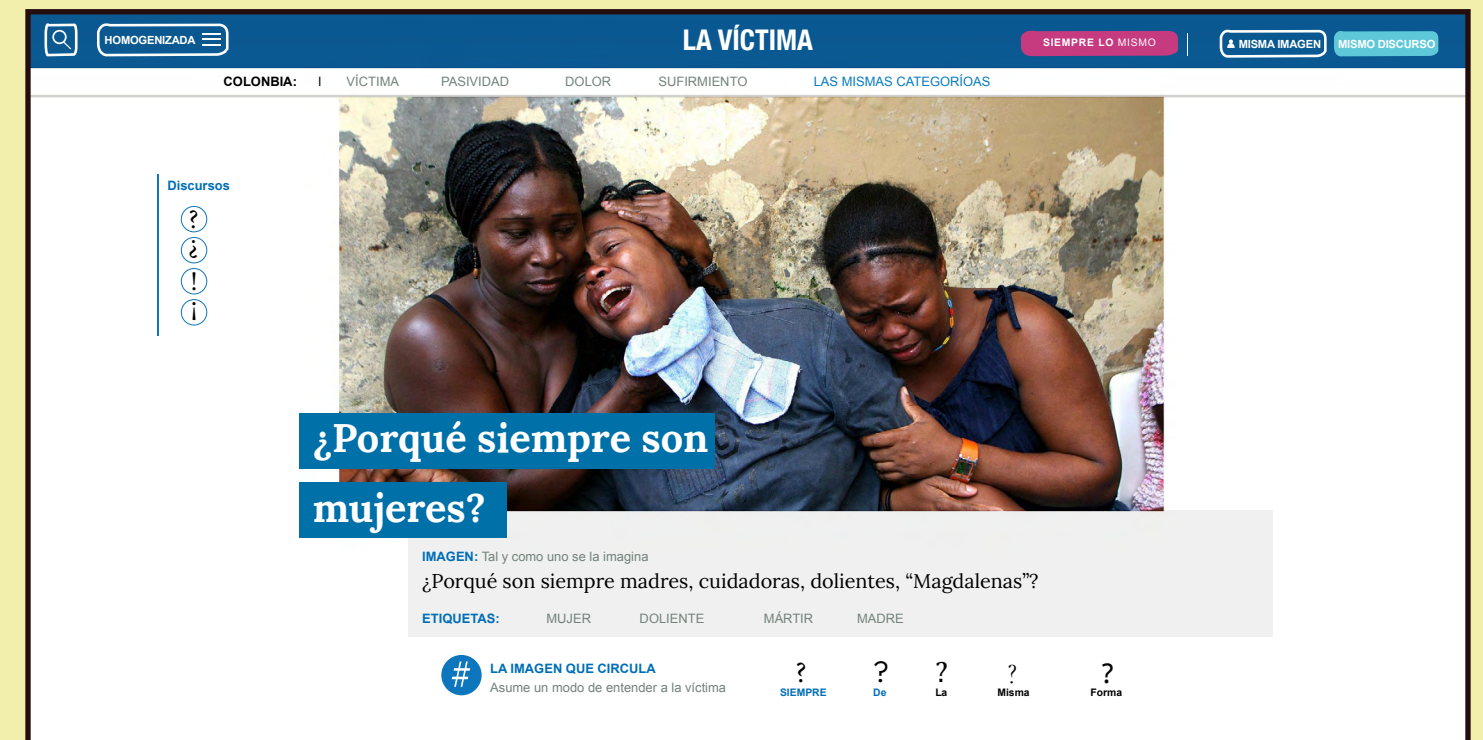 HOMOGENIZADA
LA VÍCTIMA
SIEMPRE LO MISMO
MISMA IMAGEN
MISMO DISCURSO
COLONBIA: I VÍCTIMA PASIVIDAD DOLOR SUFIRMIENTO LAS MISMAS CATEGORÍOAS
Discursos
?
¿
!
¡
¿Porqué siempre son
mujeres?
IMAGEN: Tal y como uno se la imagina
¿Porqué son siempre madres, cuidadoras, dolientes, “Magdalenas”?
ETIQUETAS: MUJER DOLIENTE MÁRTIR MADRE
# LA IMAGEN QUE CIRCULA
Asume un modo de entender a la víctima
? ? ? ? ?
SIEMPRE De La Misma Forma